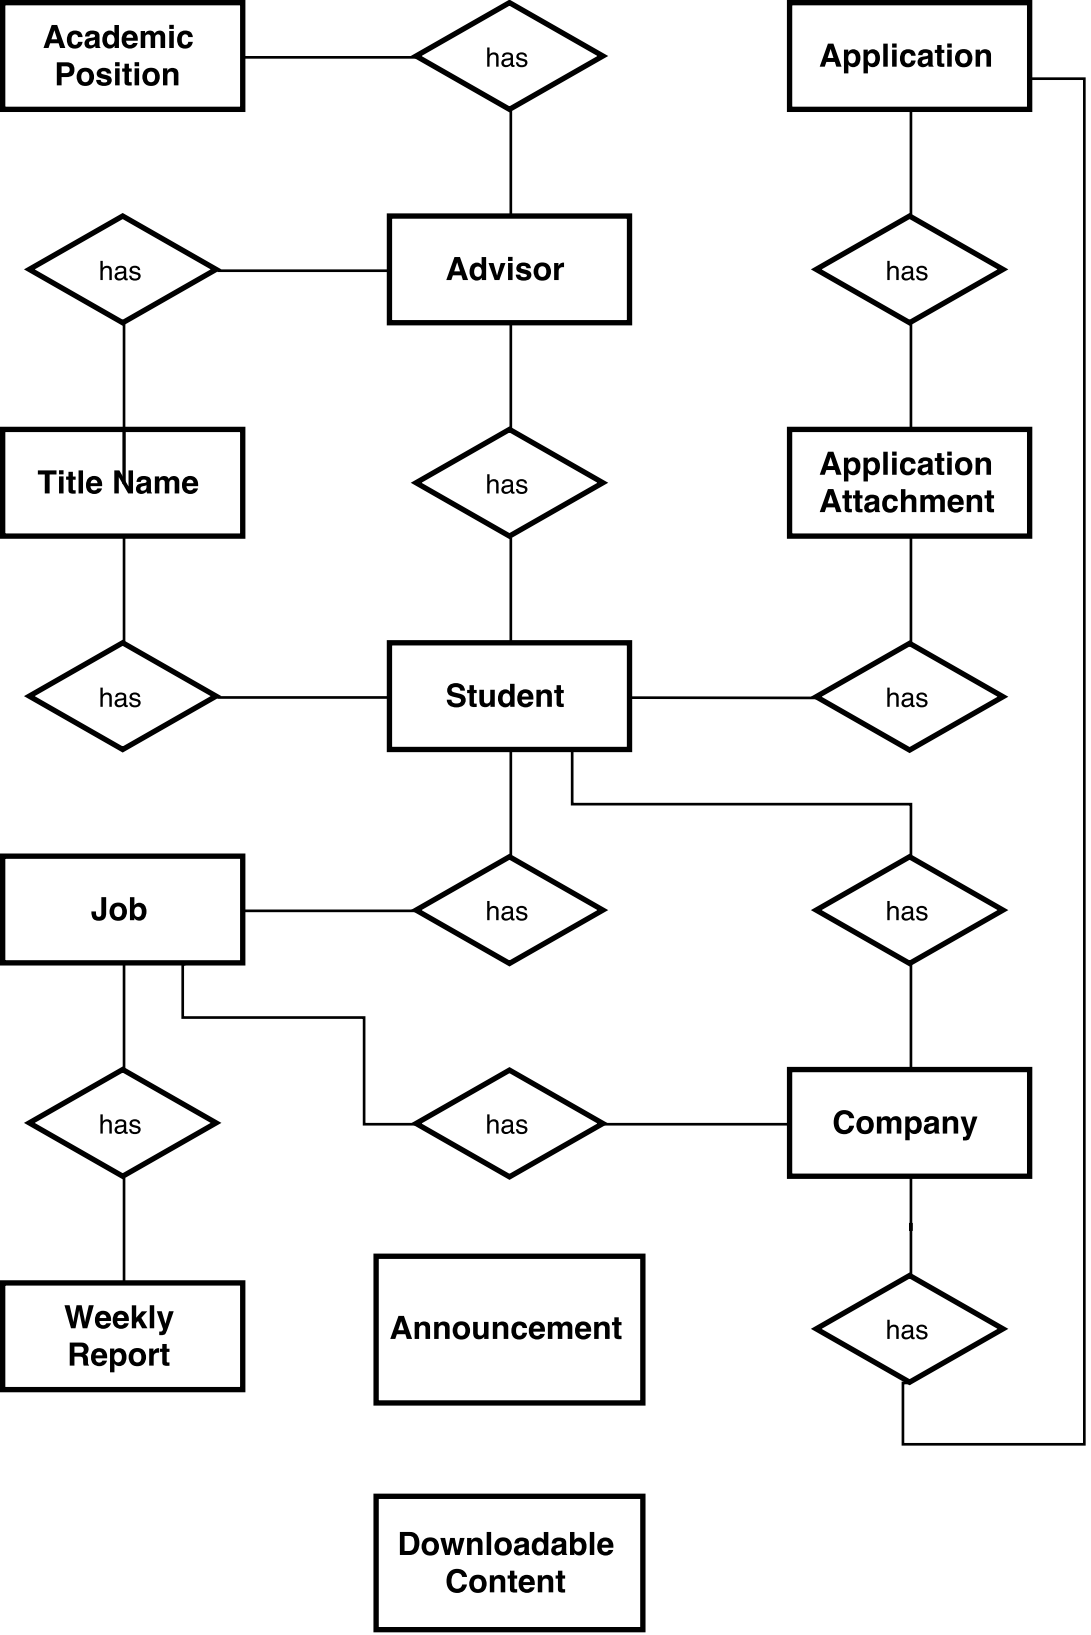 Academic
Position
has
Application
has
Advisor
has
Title Name
has
Application
Attachment
has
Student
has
Job
has
has
has
has
Company
Weekly
Report
Announcement
has
Downloadable
Content